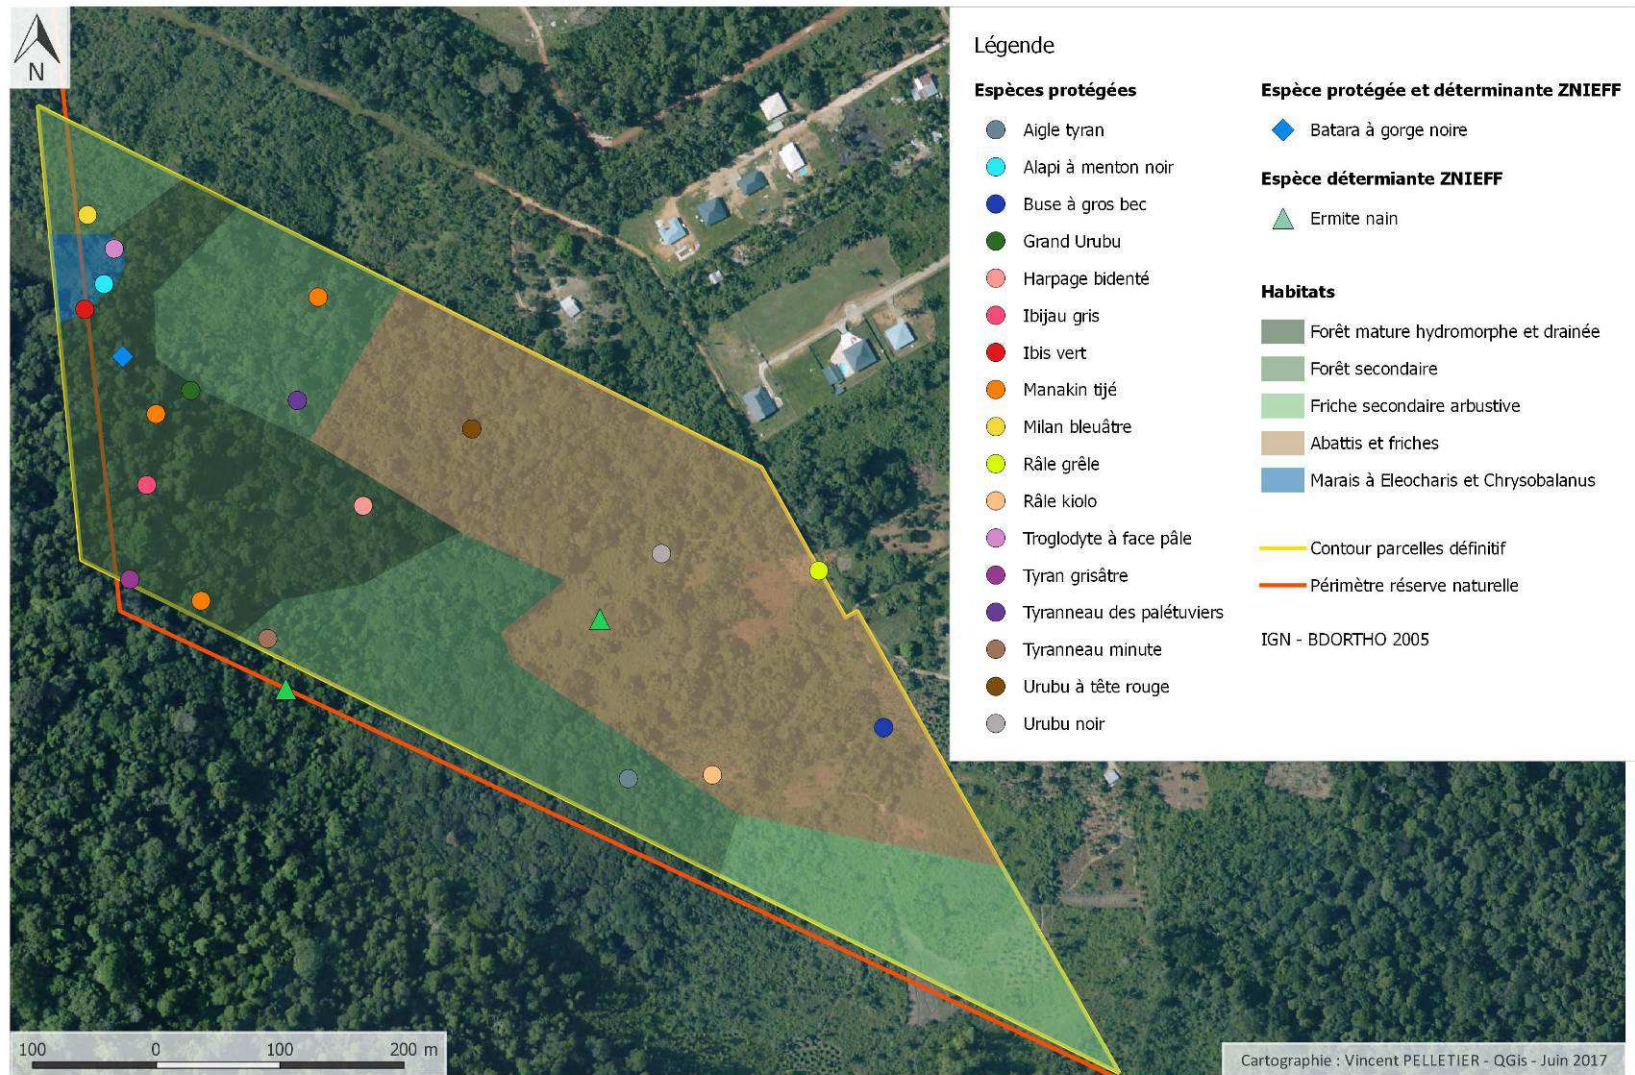 N
Légende
Espèces protégées
Aigle tyran
Alapi à menton noir
Buse à gros bec
Grand Urubu
Harpage bidenté
Ibijau gris
Ibis vert
Manakin tijé
Milan bleuâtre
Râle grêle
Râle kiolo
Troglodyte à face pâle
Tyran grisâtre
Tyranneau des palétuviers
Tyranneau minute
Urubu à tête rouge
Urubu noir
Espèce protégée et déterminante ZNIEFF
Batara à gorge noire
Espèce détermiante ZNIEFF
Ermite nain
Habitats
Forêt mature hydromorphe et drainée
Forêt secondaire
Friche secondaire arbustive
Abattis et friches
Marais à Eleocharis et Chrysobalanus
Contour parcelles définitif
Périmètre réserve naturelle
IGN - BDORTHO 2005
100 0 100 200 m
Cartographie : Vincent PELLETIER - QGis - Juin 2017